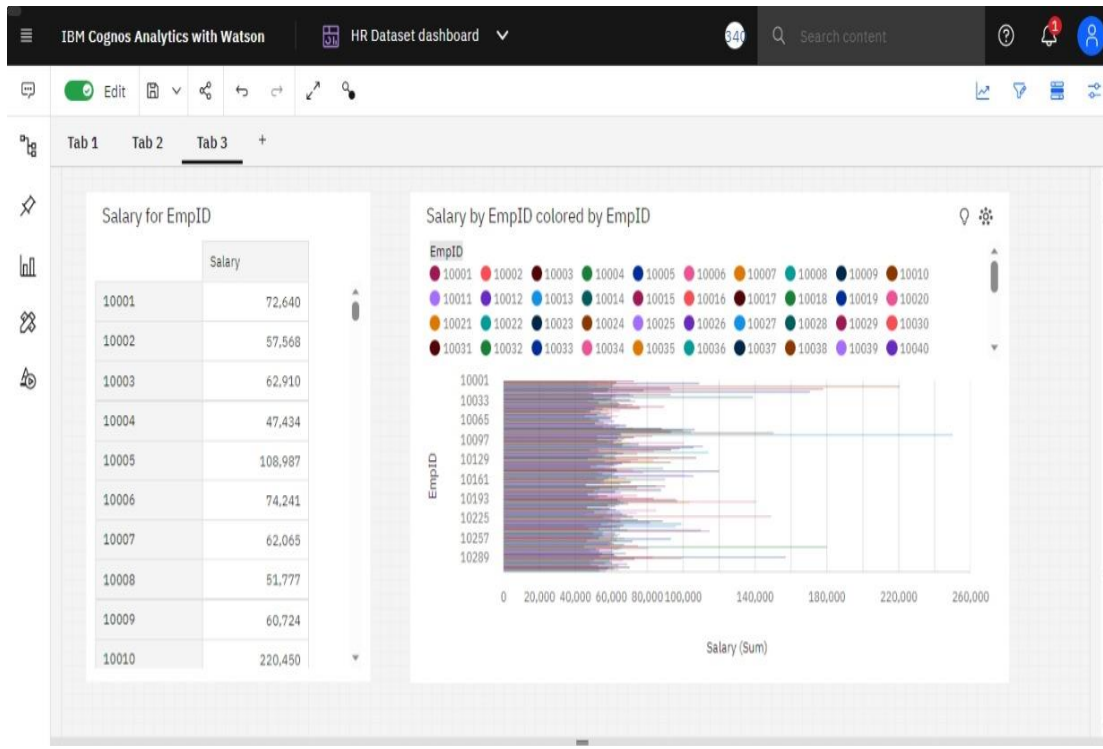 IBM Cognos Analytics with Watson
HR Dataset dashboard
340
Search content
1
Edit
Tab 1 Tab 2 Tab 3 +
Salary for EmpID
Salary
10001 72,640
10002 57,568
10003 62,910
10004 47,434
10005 108,987
10006 74,241
10007 62,065
10008 51,777
10009 60,724
10010 220,450
Salary by EmpID colored by EmpID
EmpID
10001 10002 10003 10004 10005 10006 10007 10008 10009 10010
10011 10012 10013 10014 10015 10016 10017 10018 10019 10020
10021 10022 10023 10024 10025 10026 10027 10028 10029 10030
10031 10032 10033 10034 10035 10036 10037 10038 10039 10040
EmpID
10001
10033
10065
10097
10129
10161
10193
10225
10257
10289
0 20,000 40,000 60,000 80,000 100,000 140,000 180,000 220,000 260,000
Salary (Sum)